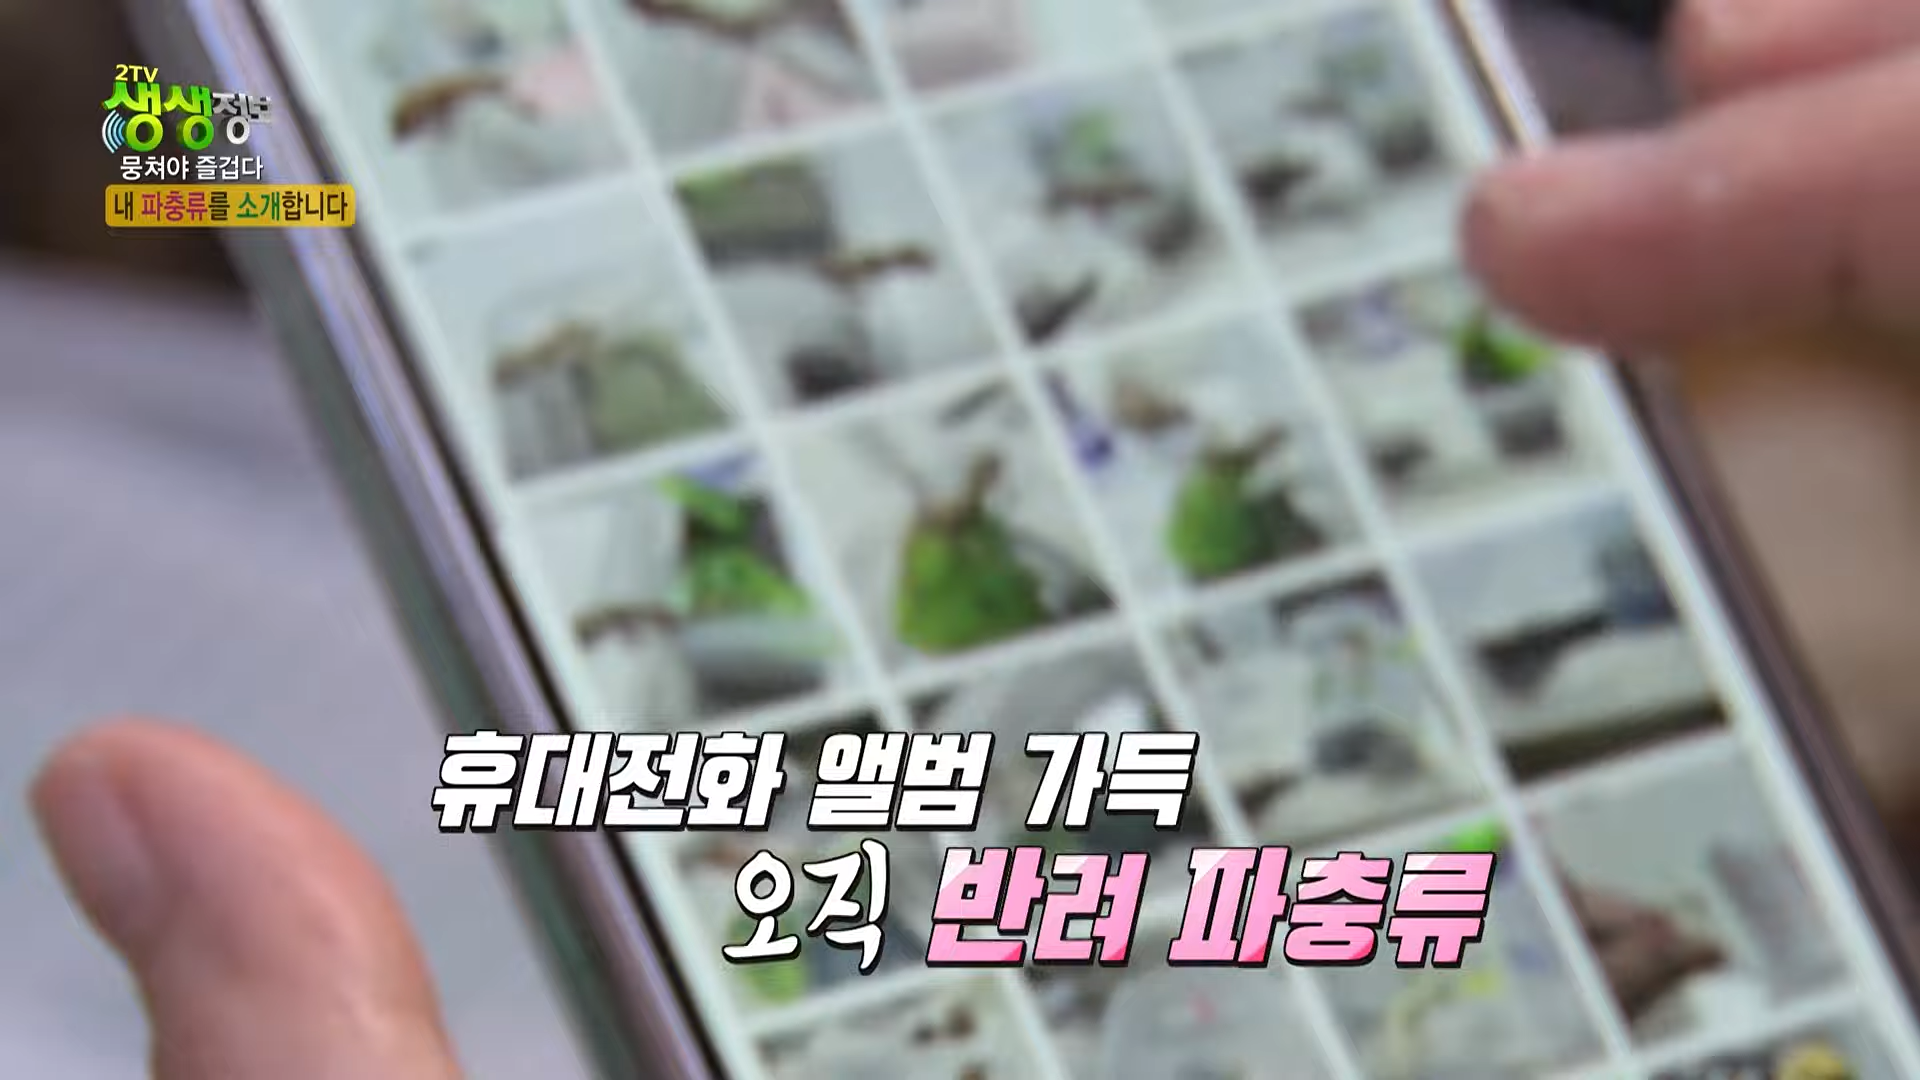 2TV
생생정보
뭉쳐야 즐겁다
내 파충류를 소개합니다
휴대전화 앨범 가득
오직 반려 파충류